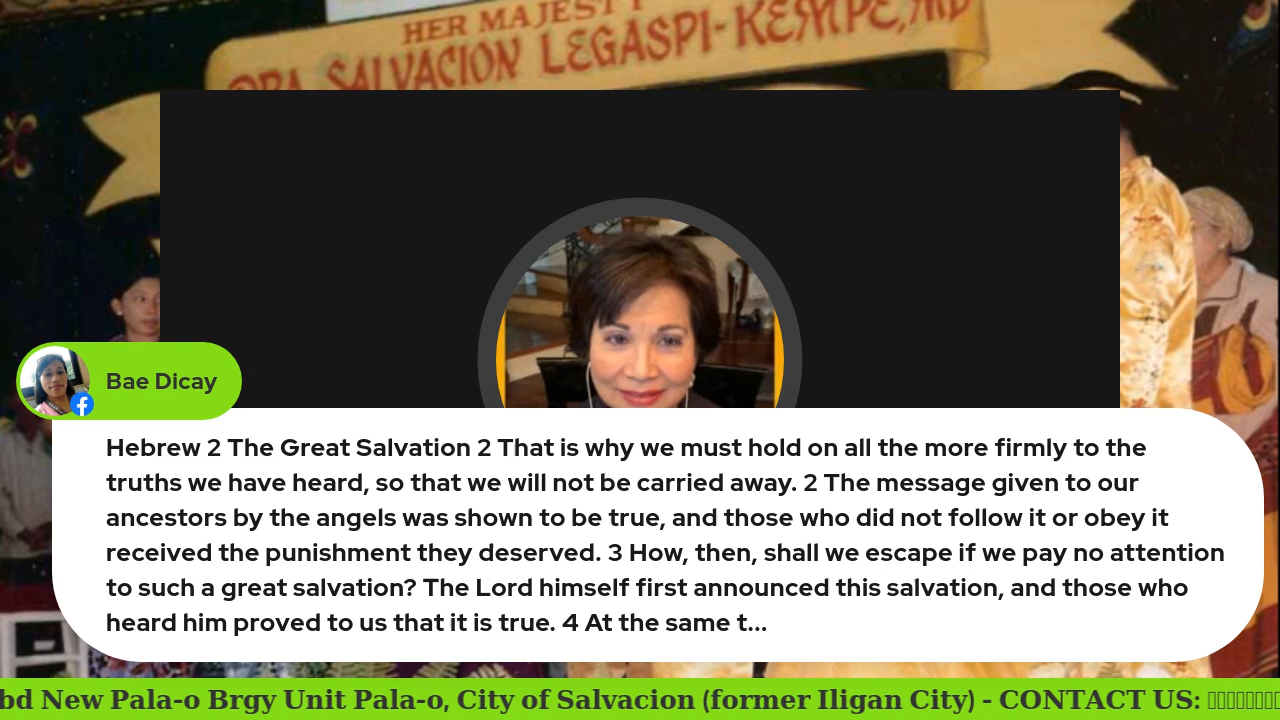 HER MAJESTY
DRA. SALVACION LEGASPI-KEMPE, MD
Bae Dicay
Hebrew 2 The Great Salvation 2 That is why we must hold on all the more firmly to the
truths we have heard, so that we will not be carried away. 2 The message given to our
ancestors by the angels was shown to be true, and those who did not follow it or obey it
received the punishment they deserved. 3 How, then, shall we escape if we pay no attention
to such a great salvation? The Lord himself first announced this salvation, and those who
heard him proved to us that it is true. 4 At the same t...
bd New Pala-o Brgy Unit Pala-o, City of Salvacion (former Iligan City) - CONTACT US: